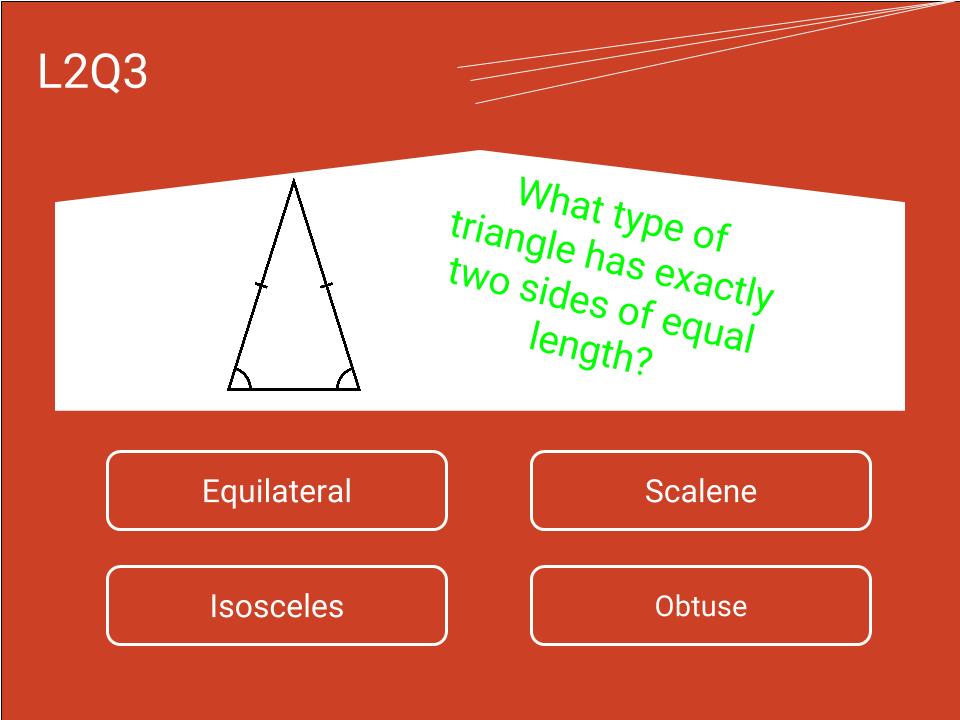 L2Q3
What type of
triangle has exactly
two sides of equal
length?
Equilateral
Scalene
Isosceles
Obtuse